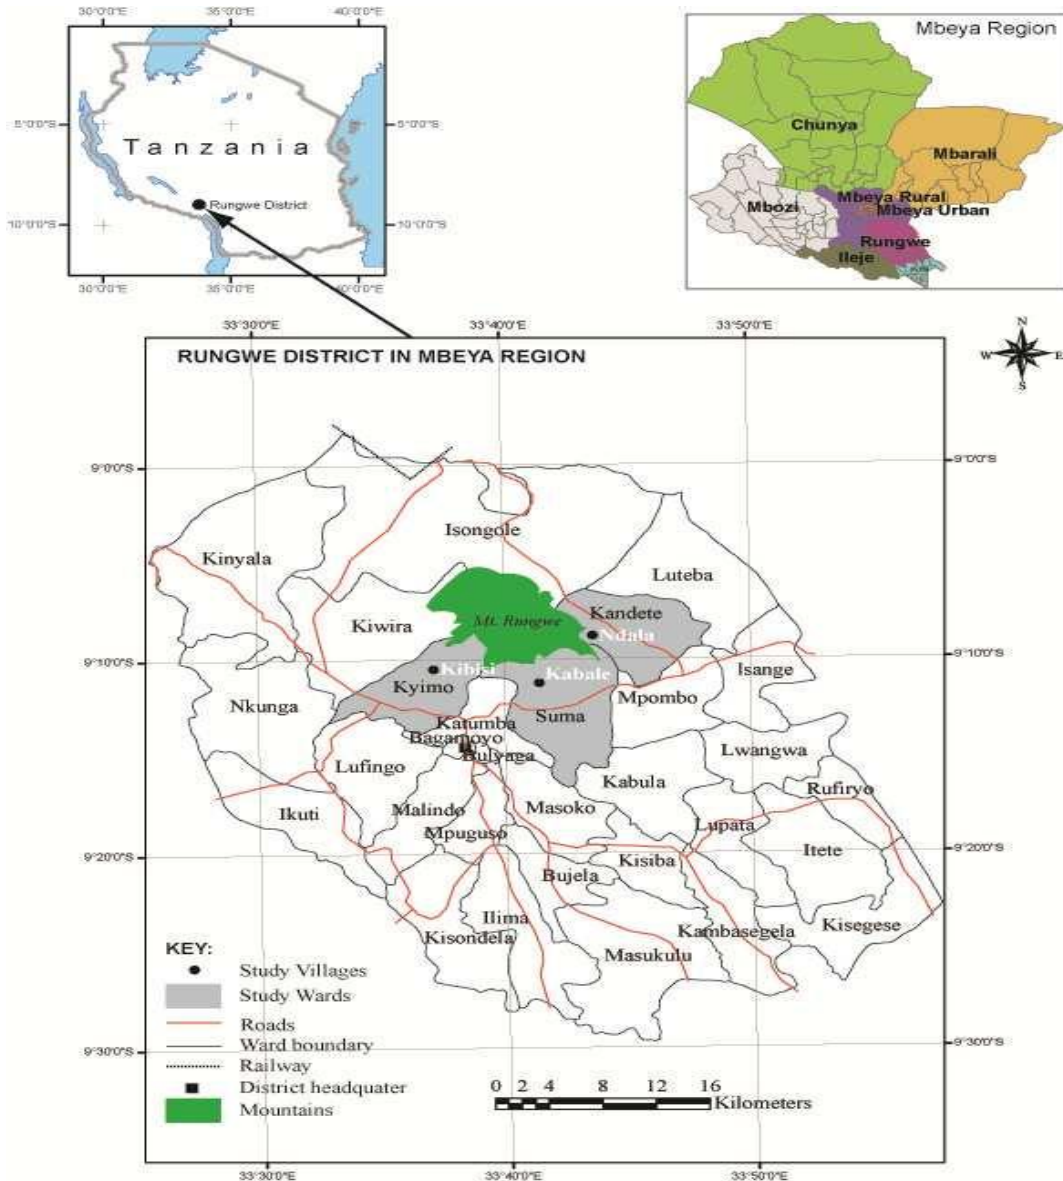 30°0'0"E 35°0'0"E 40°0'0"E
5°0'0"S 5°0'0"S
Tanzania
Rungwe District
10°0'0"S 10°0'0"S
30°0'0"E 35°0'0"E 40°0'0"E
Mbeya Region
Chunya
Mbarali
Mbeya Rural
Mbozi
Mbeya Urban
Rungwe
Ileje
33°30'0"E 33°40'0"E 33°50'0"E
RUNGWE DISTRICT IN MBEYA REGION
N
W E
S
9°0'0"S 9°0'0"S
Isongole
Kinyala
Luteba
Kandete
Mt. Rungwe
Kiwira
Ndala
9°10'0"S 9°10'0"S
Kibisi
Kabale
Isange
Kyimo
Mpombo
Nkunga
Suma
Katumba
Bagamoyo
Bulyaga
Lwangwa
Lufingo
Kabula
Rufiryo
Ikuti
Malindo
Masoko
Lupata
Mpuguso
Itete
9°20'0"S 9°20'0"S
Kisiba
Bujela
Ilima
Kisegese
Kambasegela
Kisondela
Masukulu
KEY:
Study Villages
Study Wards
Roads
Ward boundary
9°30'0"S 9°30'0"S
Railway
District headquater
0 2 4 8 12 16
Kilometers
Mountains
33°30'0"E 33°40'0"E 33°50'0"E